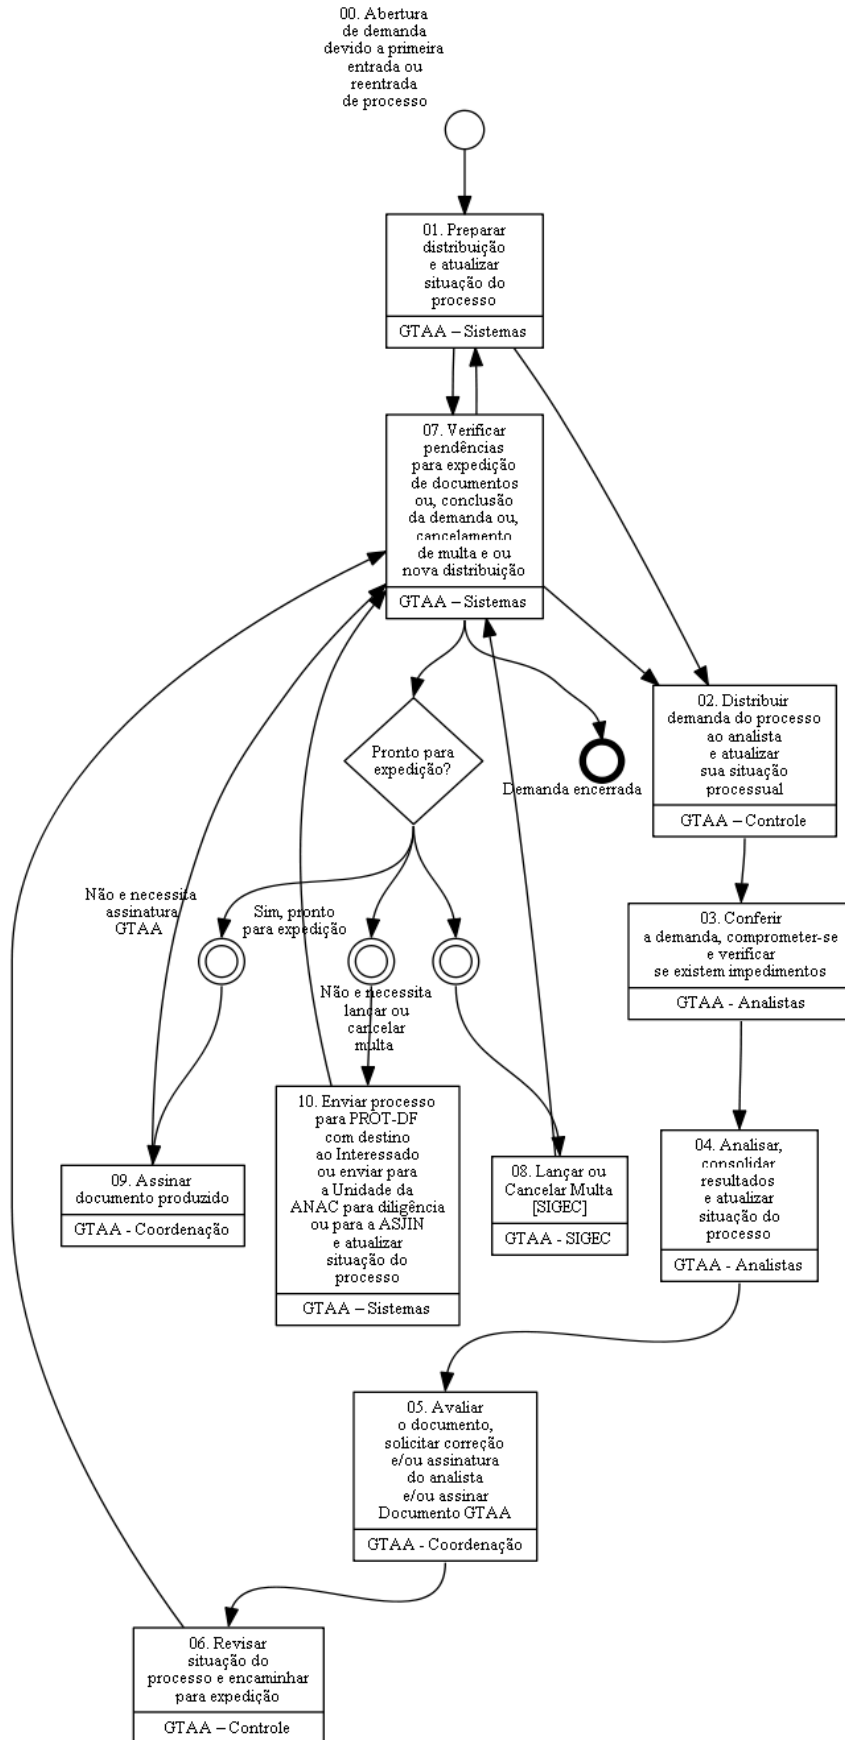 00. Abertura
de demanda
devido a primeira
entrada ou
reentrada
de processo
01. Preparar
distribuição
e atualizar
situação do
processo
GTAA – Sistemas
07. Verificar
pendências
para expedição
de documentos
ou, conclusão
da demanda ou,
cancelamento
de multa e ou
nova distribuição
GTAA – Sistemas
02. Distribuir
demanda do processo
ao analista
e atualizar
sua situação
processual
GTAA – Controle
Pronto para
expedição?
Demanda encerrada
Não e necessita
assinatura
GTAA
Sim, pronto
para expedição
Não e necessita
lançar ou
cancelar
multa
03. Conferir
a demanda, comprometer-se
e verificar
se existem impedimentos
GTAA - Analistas
10. Enviar processo
para PROT-DF
com destino
ao Interessado
ou enviar para
a Unidade da
ANAC para diligência
ou para a ASJIN
e atualizar
situação do
processo
GTAA – Sistemas
04. Analisar,
consolidar
resultados
e atualizar
situação do
processo
GTAA - Analistas
09. Assinar
documento produzido
GTAA - Coordenação
08. Lançar ou
Cancelar Multa
[SIGEC]
GTAA - SIGEC
05. Avaliar
o documento,
solicitar correção
e/ou assinatura
do analista
e/ou assinar
Documento GTAA
GTAA - Coordenação
06. Revisar
situação do
processo e encaminhar
para expedição
GTAA – Controle